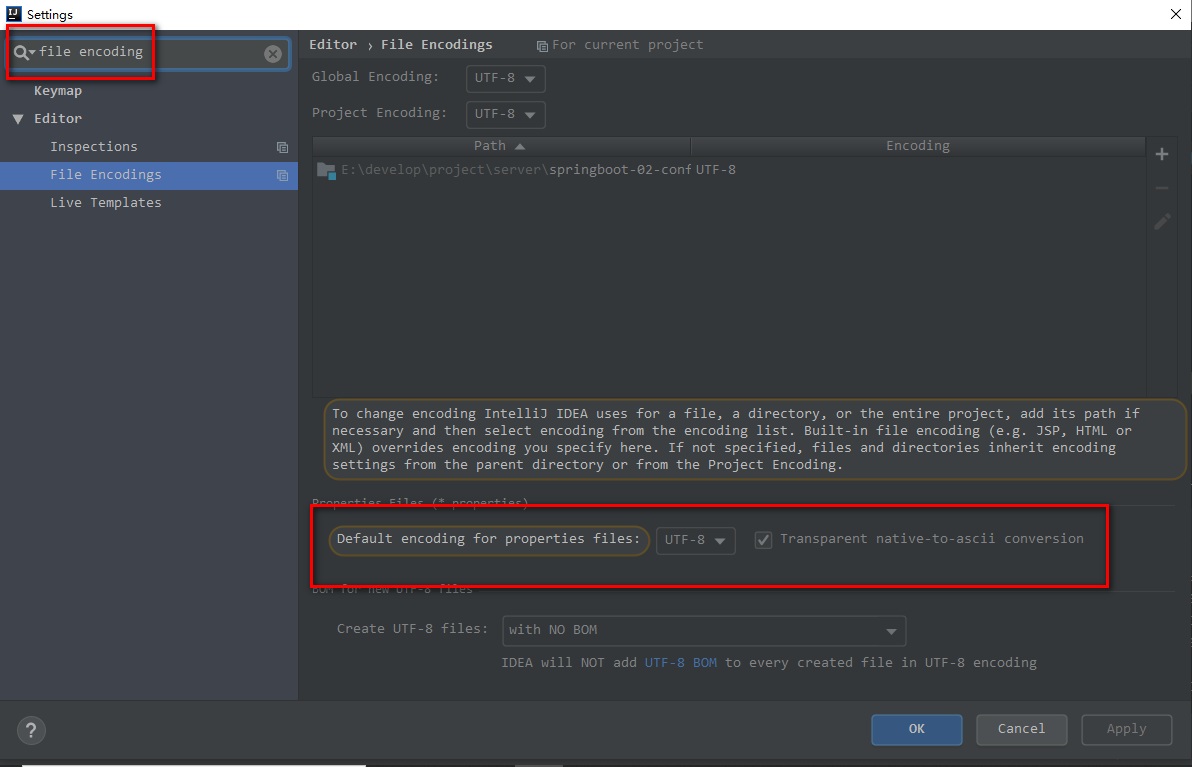 Settings
file encoding
Keymap
Editor
Inspections
File Encodings
Live Templates
Editor › File Encodings For current project
Global Encoding: UTF-8
Project Encoding: UTF-8
Path Encoding
E:\develop\project\server\springboot-02-conf UTF-8
To change encoding IntelliJ IDEA uses for a file, a directory, or the entire project, add its path if
necessary and then select encoding from the encoding list. Built-in file encoding (e.g. JSP, HTML or
XML) overrides encoding you specify here. If not specified, files and directories inherit encoding
settings from the parent directory or from the Project Encoding.
Properties Files (*.properties)
Default encoding for properties files: UTF-8 Transparent native-to-ascii conversion
BOM for new UTF-8 files
Create UTF-8 files: with NO BOM
IDEA will NOT add UTF-8 BOM to every created file in UTF-8 encoding
? OK Cancel Apply